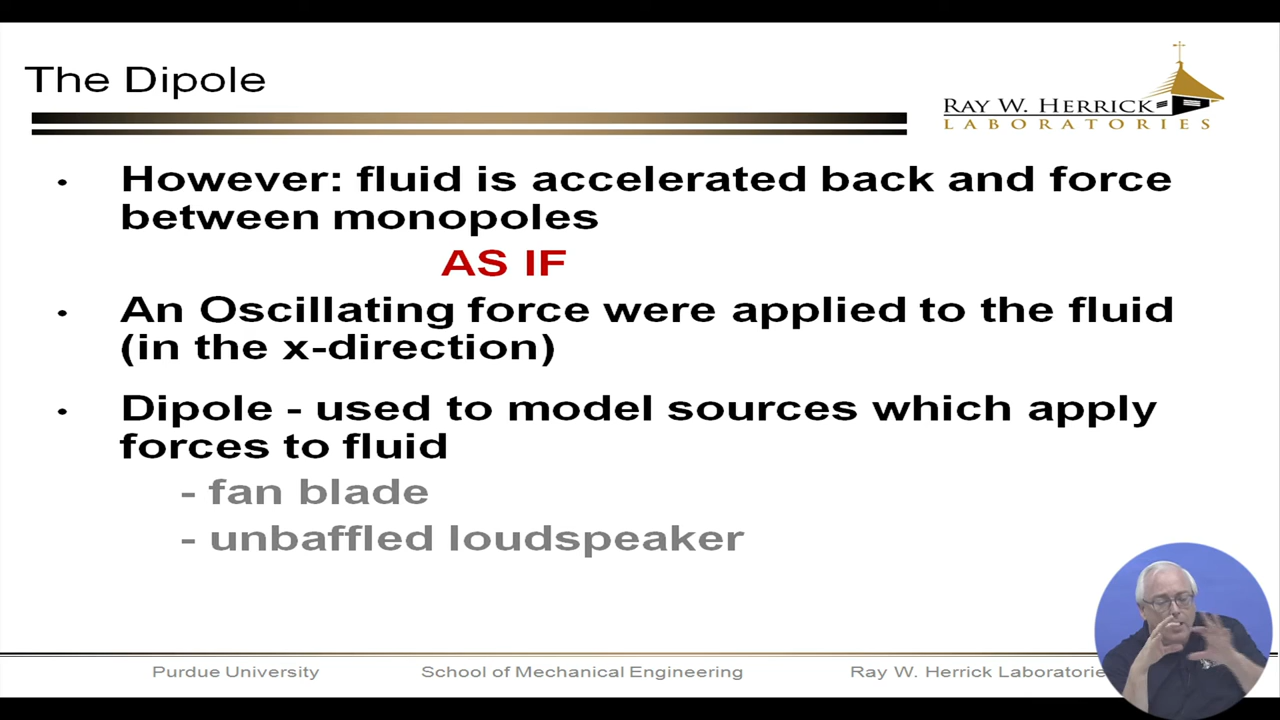 The Dipole
RAY W. HERRICK
LABORATORIES
• However: fluid is accelerated back and force
between monopoles
AS IF
• An Oscillating force were applied to the fluid
(in the x-direction)
• Dipole - used to model sources which apply
forces to fluid
- fan blade
- unbaffled loudspeaker
Purdue University School of Mechanical Engineering Ray W. Herrick Laboratorie